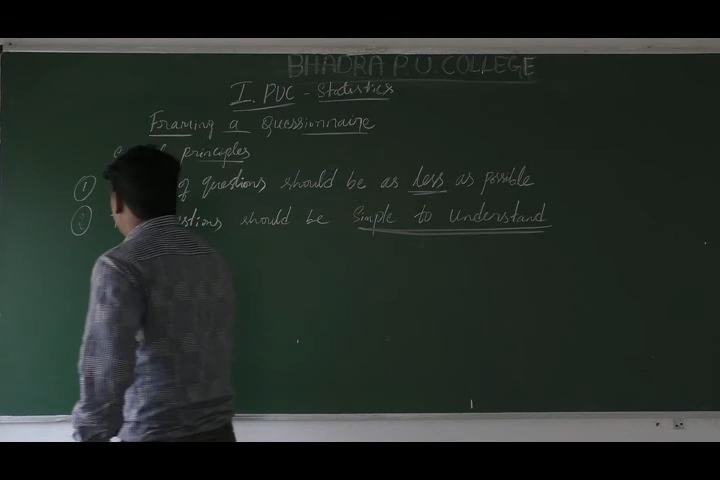 BHADRA P.U. COLLEGE
I. PUC - Statistics
Framing a Questionnaire
principles
① of questions should be as less as possible
② should be simple to understand